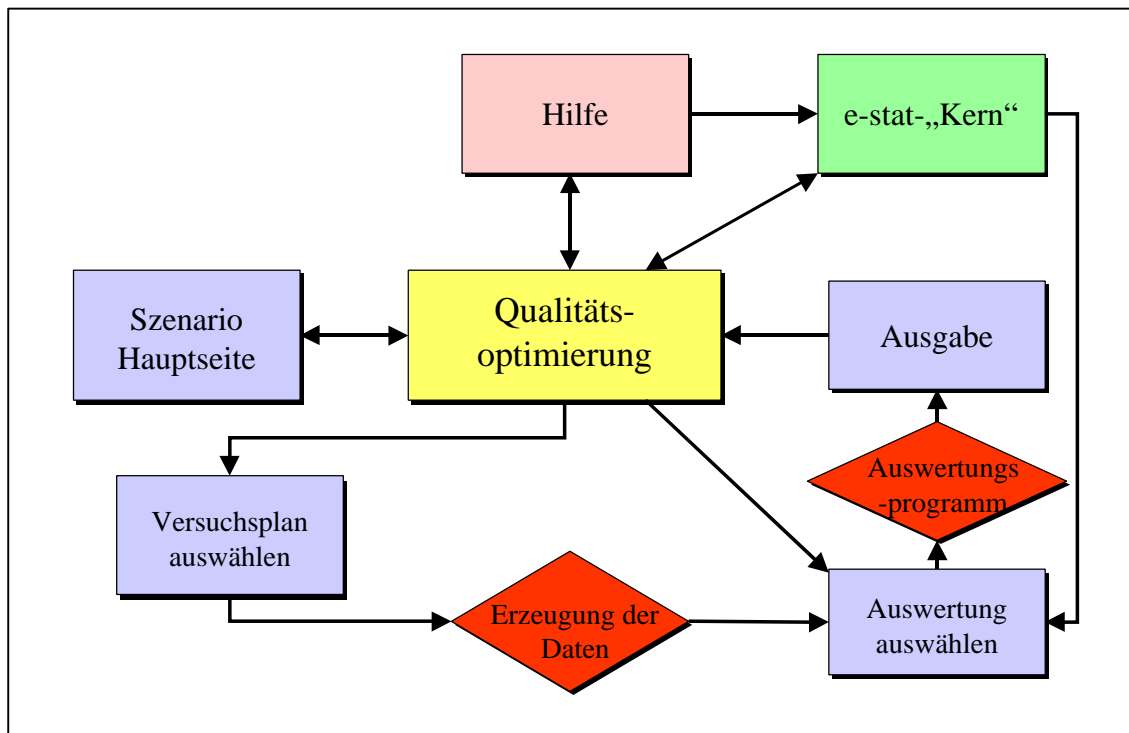 Hilfe
e-stat-„Kern“
Szenario
Hauptseite
Qualitäts-
optimierung
Ausgabe
Auswertungs
-programm
Versuchsplan
auswählen
Erzeugung der
Daten
Auswertung
auswählen